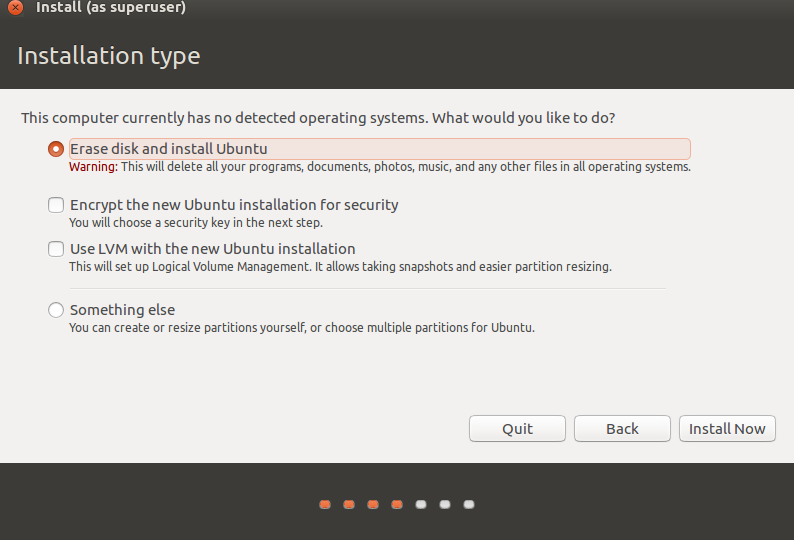 Install (as superuser)
Installation type
This computer currently has no detected operating systems. What would you like to do?
Erase disk and install Ubuntu
Warning: This will delete all your programs, documents, photos, music, and any other files in all operating systems.
Encrypt the new Ubuntu installation for security
You will choose a security key in the next step.
Use LVM with the new Ubuntu installation
This will set up Logical Volume Management. It allows taking snapshots and easier partition resizing.
Something else
You can create or resize partitions yourself, or choose multiple partitions for Ubuntu.
Quit
Back
Install Now